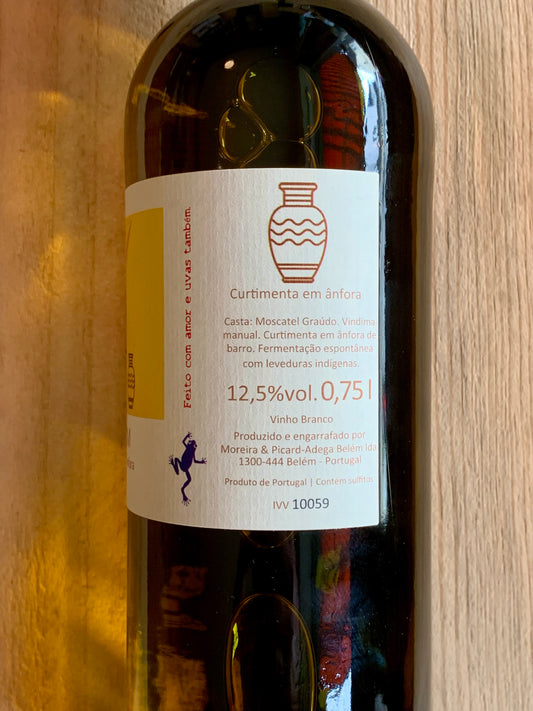 Feito com amor e uvas também.
Curtimenta em ânfora
Casta: Moscatel Graúdo. Vindima
manual. Curtimenta em ânfora de
barro. Fermentação espontânea
com leveduras indígenas.
12,5%vol. 0,75 l
Vinho Branco
Produzido e engarrafado por
Moreira & Picard-Adega Belém lda
1300-444 Belém - Portugal
Produto de Portugal | Contém sulfitos
IVV 10059